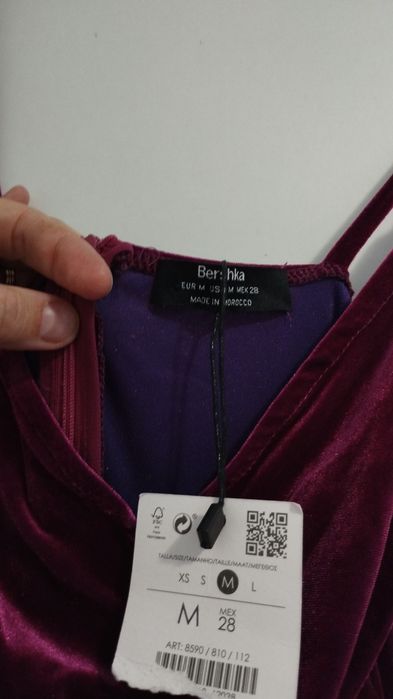 Bershka
EUR M US M MEX 28
MADE IN MOROCCO
FSC
TALLA/SIZE/TAMANHO/TAILLE/MAAT/ΜΕΓΕΘΟΣ
XS S M L
M
MEX
28
ART: 8590 / 810 / 112